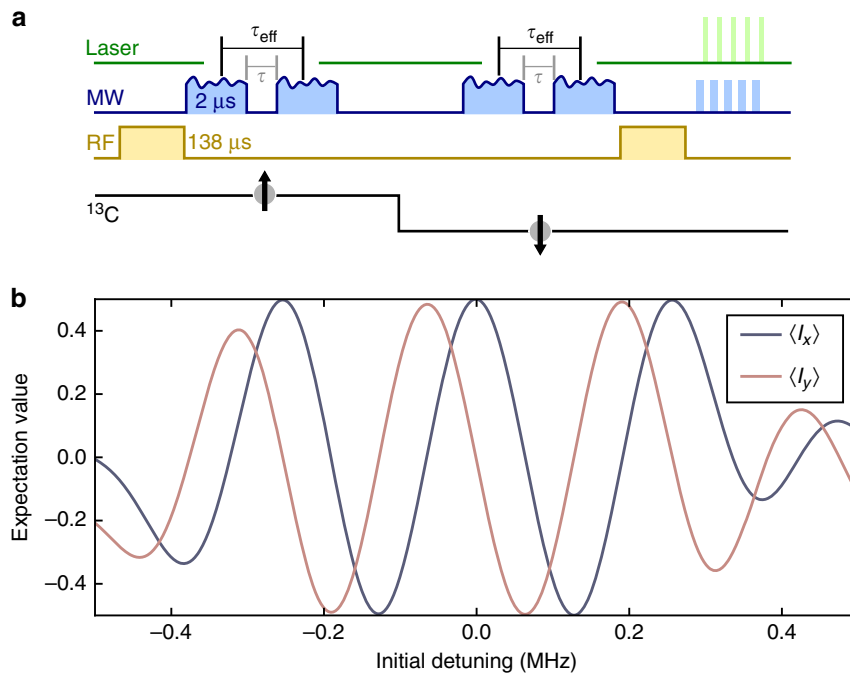 a
τeff τeff
Laser
τ τ
MW 2 μs
RF 138 μs
¹³C
b
0.4
0.2
0.0
−0.2
−0.4
Expectation value
⟨Ix⟩
⟨Iy⟩
−0.4 −0.2 0.0 0.2 0.4
Initial detuning (MHz)